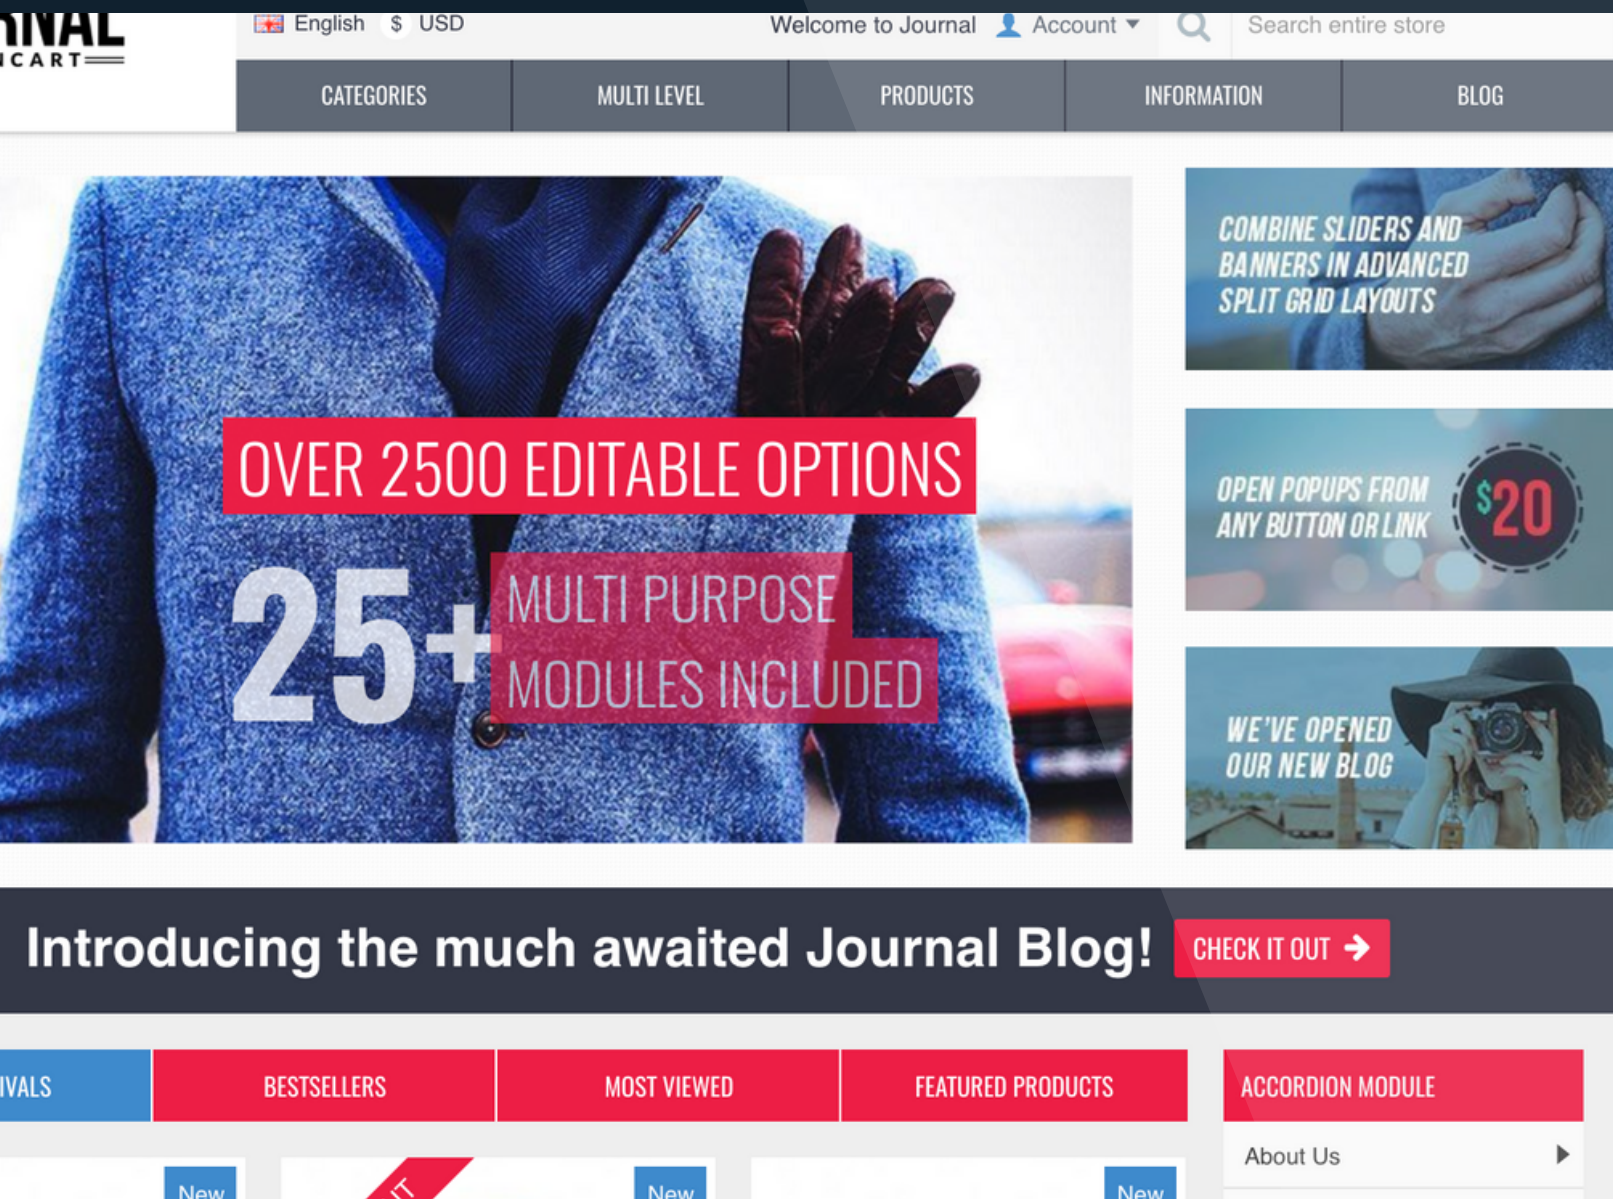 English $ USD Welcome to Journal Account Search entire store
CATEGORIES MULTI LEVEL PRODUCTS INFORMATION BLOG
OVER 2500 EDITABLE OPTIONS
25+
MULTI PURPOSE
MODULES INCLUDED
COMBINE SLIDERS AND
BANNERS IN ADVANCED
SPLIT GRID LAYOUTS
OPEN POPUPS FROM
ANY BUTTON OR LINK
$20
WE'VE OPENED
OUR NEW BLOG
Introducing the much awaited Journal Blog! CHECK IT OUT
BESTSELLERS MOST VIEWED FEATURED PRODUCTS ACCORDION MODULE
About Us
New New New